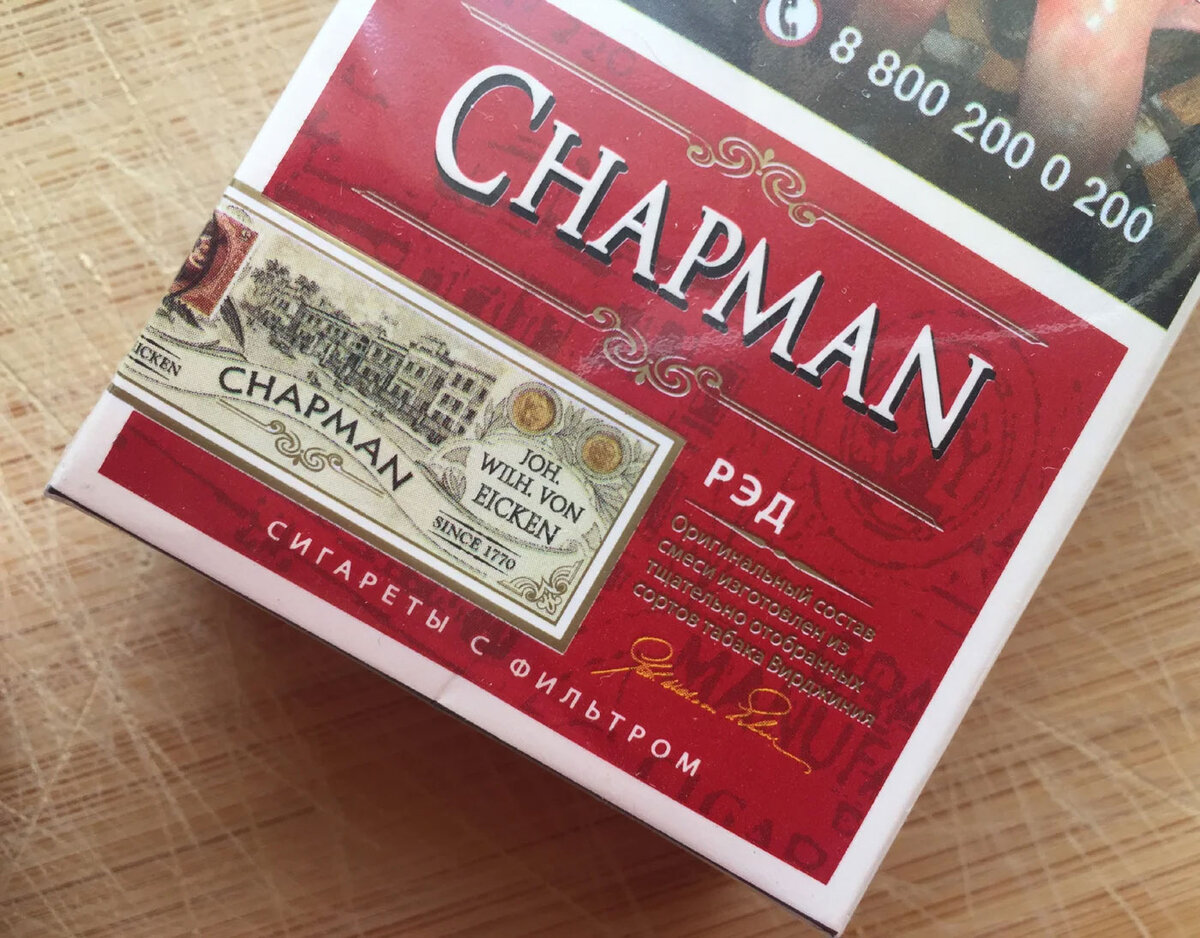 8 800 200 0 200
CHAPMAN
EICKEN
CHAPMAN
JOH.
WILH. VON
EICKEN
SINCE 1770
РЭД
Оригинальный состав
смеси изготовлен из
тщательно отобранных
сортов табака Вирджиния
СИГАРЕТЫ С ФИЛЬТРОМ